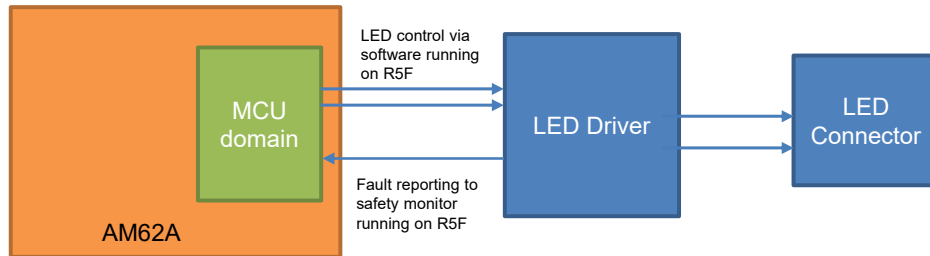 LED control via
software running
on R5F
MCU
domain
LED Driver
LED
Connector
Fault reporting to
safety monitor
running on R5F
AM62A